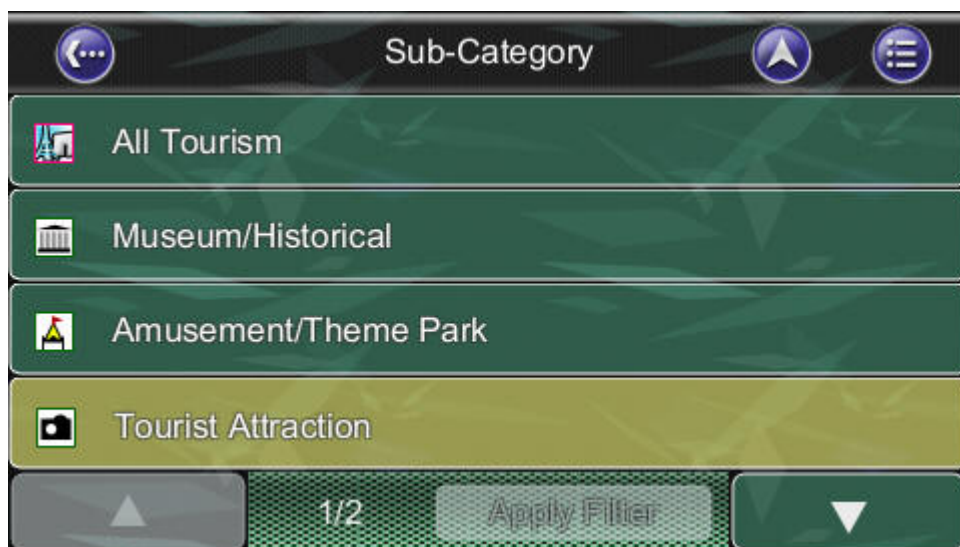 Sub-Category
All Tourism
Museum/Historical
Amusement/Theme Park
Tourist Attraction
1/2 Apply Filter